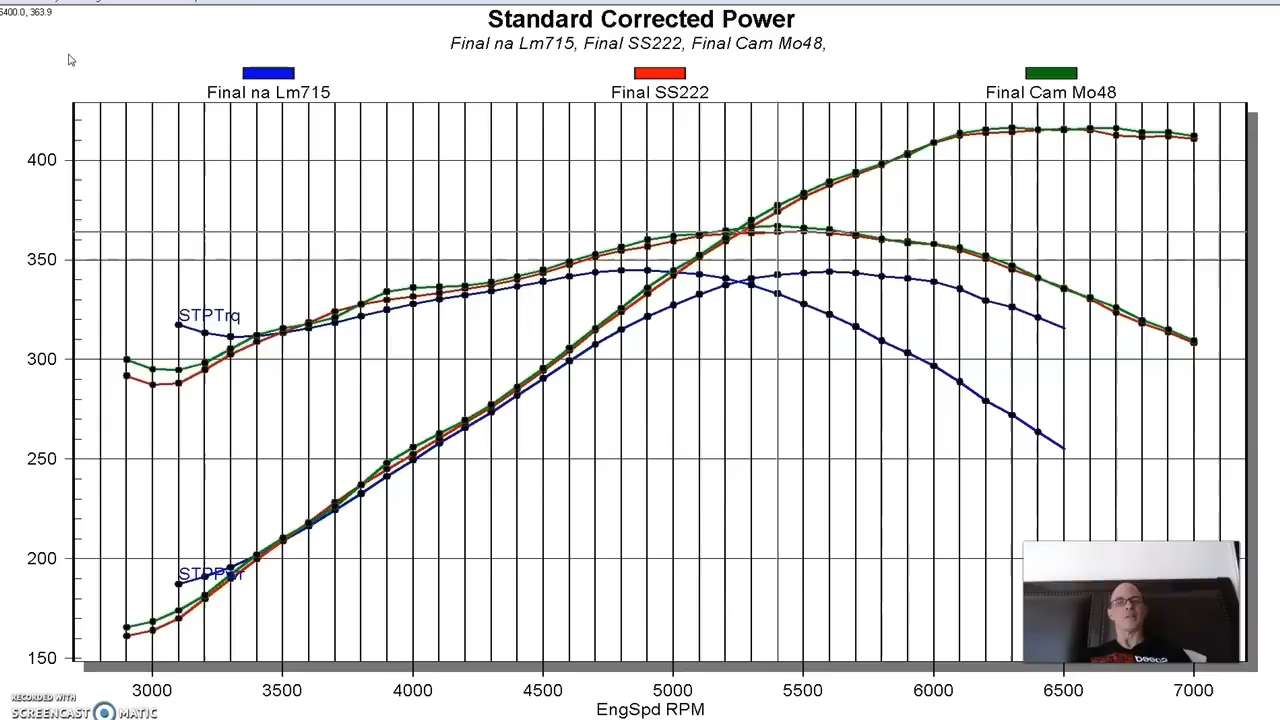 5400.0, 363.9
Standard Corrected Power
Final na Lm715, Final SS222, Final Cam Mo48,
Final na Lm715
Final SS222
Final Cam Mo48
400
350
300
250
200
150
STPTrq
STPPwr
3000
3500
4000
4500
5000
5500
6000
6500
7000
EngSpd RPM
RECORDED WITH
SCREENCAST MATIC